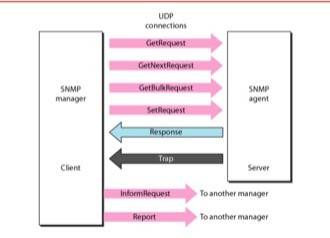 UDP
connections
GetRequest
GetNextRequest
GetBulkRequest
SetRequest
Response
Trap
SNMP
manager
Client
SNMP
agent
Server
InformRequest
To another manager
Report
To another manager